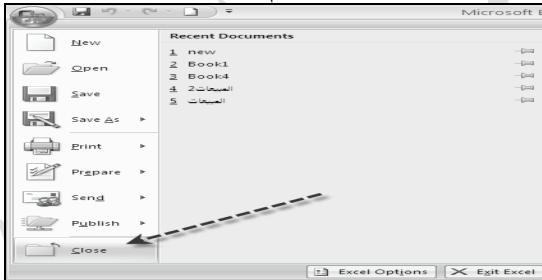 Microsoft E
New
Open
Save
Save As
Print
Prepare
Send
Publish
Close
Recent Documents
1 new
2 Book1
3 Book4
4 المبيعات2
5 المبيعات
Excel Options
Exit Excel